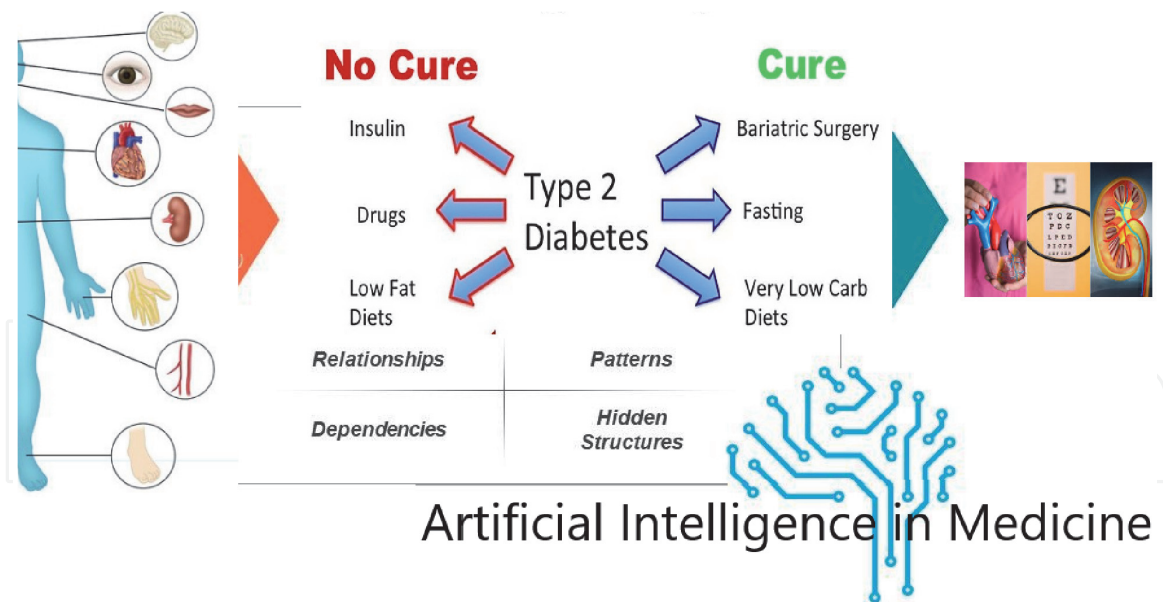 No Cure
Cure
Insulin
Bariatric Surgery
Type 2
Diabetes
Drugs
Fasting
Low Fat
Diets
Very Low Carb
Diets
Relationships
Patterns
Dependencies
Hidden
Structures
E
T O Z
L P E D
Artificial Intelligence in Medicine